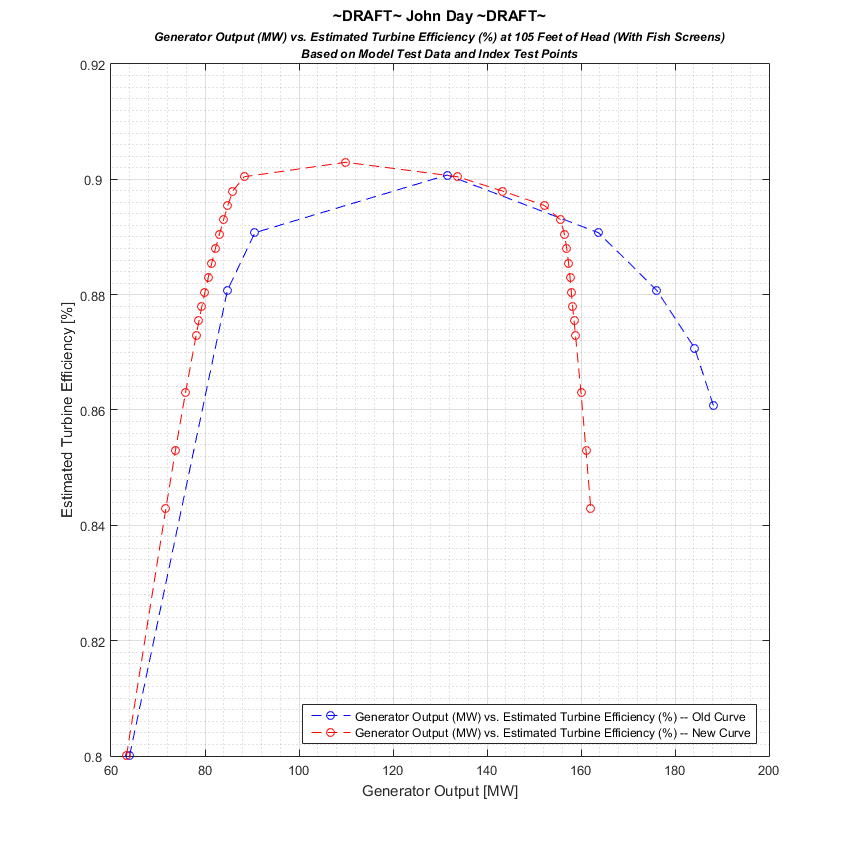 ~DRAFT~ John Day ~DRAFT~
Generator Output (MW) vs. Estimated Turbine Efficiency (%) at 105 Feet of Head (With Fish Screens)
Based on Model Test Data and Index Test Points
0.92
0.9
0.88
0.86
0.84
0.82
0.8
Estimated Turbine Efficiency [%]
Generator Output (MW) vs. Estimated Turbine Efficiency (%) -- Old Curve
Generator Output (MW) vs. Estimated Turbine Efficiency (%) -- New Curve
60 80 100 120 140 160 180 200
Generator Output [MW]